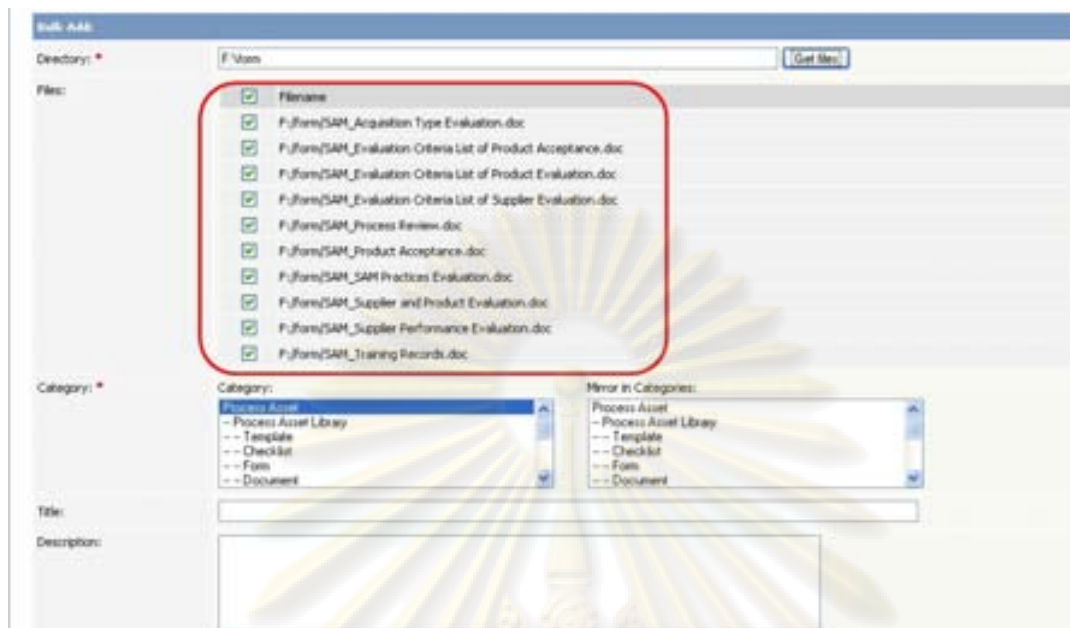 Bulk Add:
Directory: *
F:\form
Get files
Files:
Filename
F:/form/SAM_Acquisition Type Evaluation.doc
F:/form/SAM_Evaluation Criteria List of Product Acceptance.doc
F:/form/SAM_Evaluation Criteria List of Product Evaluation.doc
F:/form/SAM_Evaluation Criteria List of Supplier Evaluation.doc
F:/form/SAM_Process Review.doc
F:/form/SAM_Product Acceptance.doc
F:/form/SAM_SAM Practices Evaluation.doc
F:/form/SAM_Supplier and Product Evaluation.doc
F:/form/SAM_Supplier Performance Evaluation.doc
F:/form/SAM_Training Records.doc
Category: *
Category:
Process Asset
- Process Asset Library
- - Template
- - Checklist
- - Form
- - Document
Mirror in Categories:
Process Asset
- Process Asset Library
- - Template
- - Checklist
- - Form
- - Document
Title:
Description: